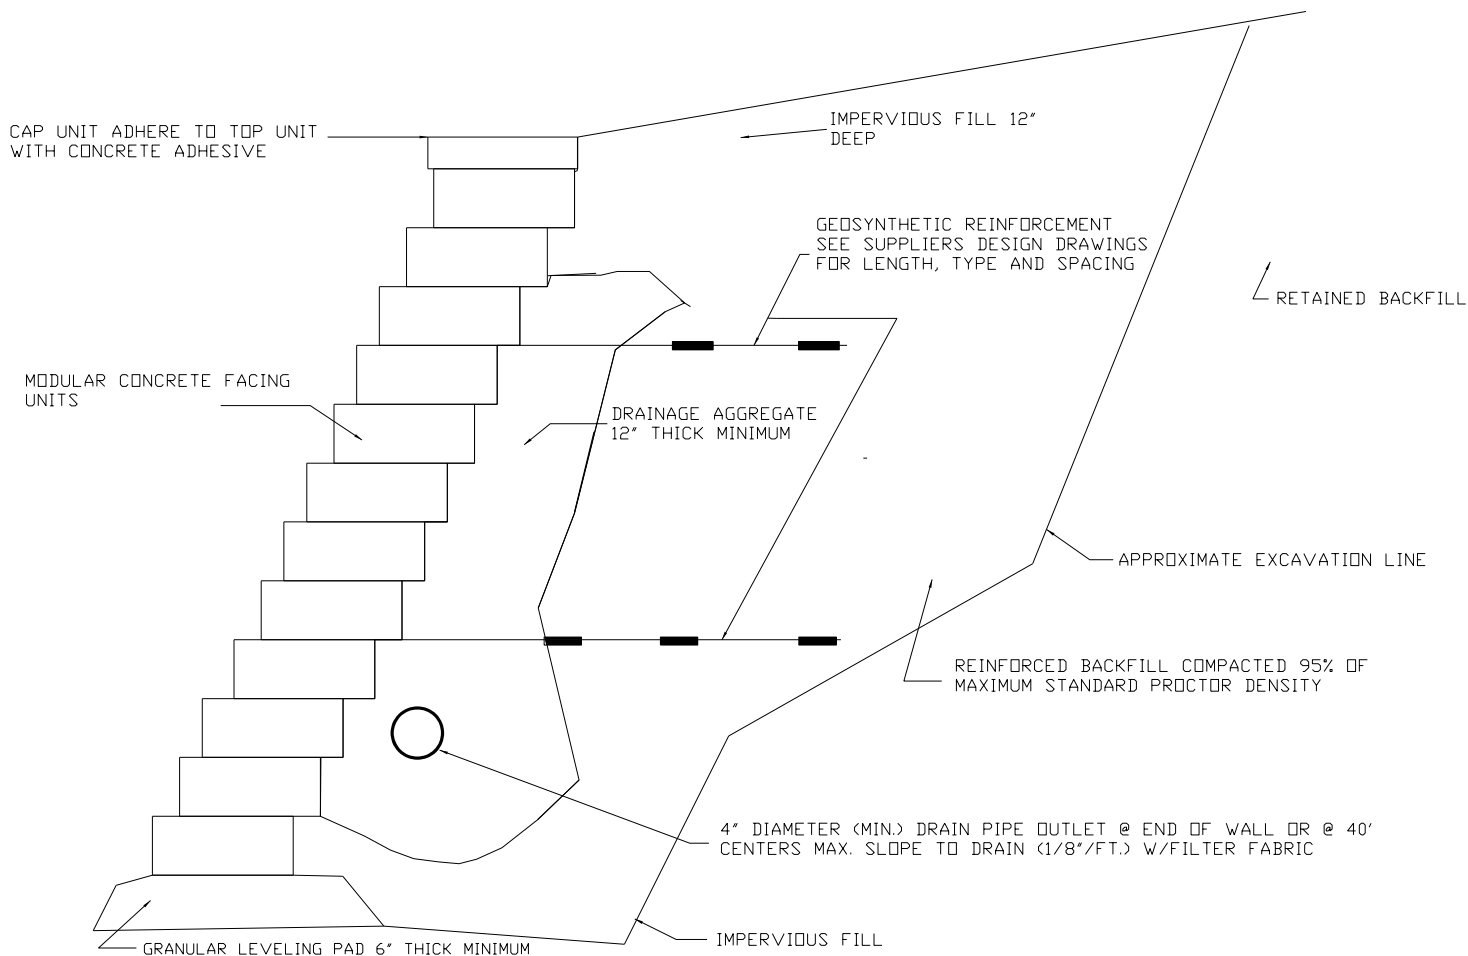 CAP UNIT ADHERE TO TOP UNIT
WITH CONCRETE ADHESIVE
IMPERVIOUS FILL 12"
DEEP
GEOSYNTHETIC REINFORCEMENT
SEE SUPPLIERS DESIGN DRAWINGS
FOR LENGTH, TYPE AND SPACING
RETAINED BACKFILL
MODULAR CONCRETE FACING
UNITS
DRAINAGE AGGREGATE
12" THICK MINIMUM
APPROXIMATE EXCAVATION LINE
REINFORCED BACKFILL COMPACTED 95% OF
MAXIMUM STANDARD PROCTOR DENSITY
4" DIAMETER (MIN.) DRAIN PIPE OUTLET @ END OF WALL OR @ 40'
CENTERS MAX. SLOPE TO DRAIN (1/8"/FT.) W/FILTER FABRIC
IMPERVIOUS FILL
GRANULAR LEVELING PAD 6" THICK MINIMUM